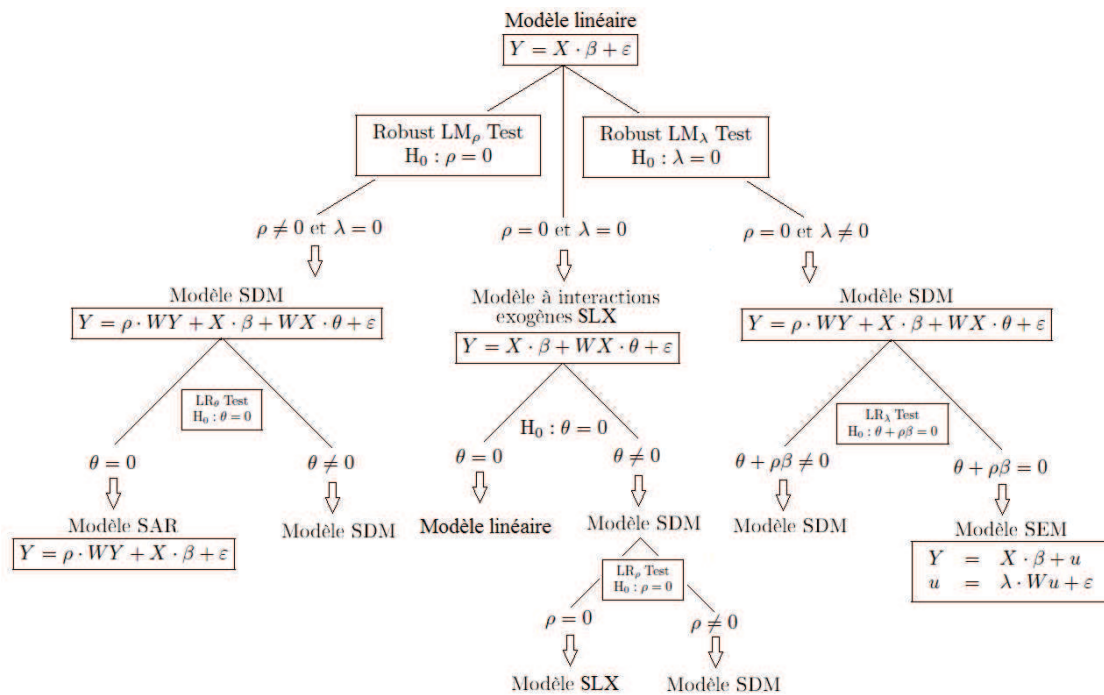 Modèle linéaire
Y = X · β + ε
Robust LMρ Test
H₀ : ρ = 0
Robust LMλ Test
H₀ : λ = 0
ρ ≠ 0 et λ = 0
ρ = 0 et λ = 0
ρ = 0 et λ ≠ 0
Modèle SDM
Y = ρ · WY + X · β + WX · θ + ε
Modèle à interactions
exogènes SLX
Y = X · β + WX · θ + ε
Modèle SDM
Y = ρ · WY + X · β + WX · θ + ε
LRθ Test
H₀ : θ = 0
H₀ : θ = 0
LRλ Test
H₀ : θ + ρβ = 0
θ = 0
θ ≠ 0
θ = 0
θ ≠ 0
θ + ρβ ≠ 0
θ + ρβ = 0
Modèle SAR
Y = ρ · WY + X · β + ε
Modèle SDM
Modèle linéaire
Modèle SDM
Modèle SDM
Modèle SEM
Y = X · β + u
u = λ · Wu + ε
LRρ Test
H₀ : ρ = 0
ρ = 0
ρ ≠ 0
Modèle SLX
Modèle SDM